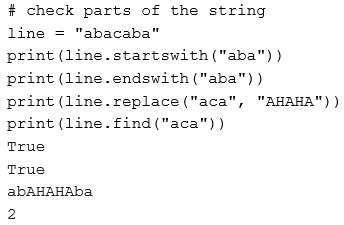 # check parts of the string
line = "abacaba"
print(line.startswith("aba"))
print(line.endswith("aba"))
print(line.replace("aca", "AHAHA"))
print(line.find("aca"))
True
True
abAHAHAba
2